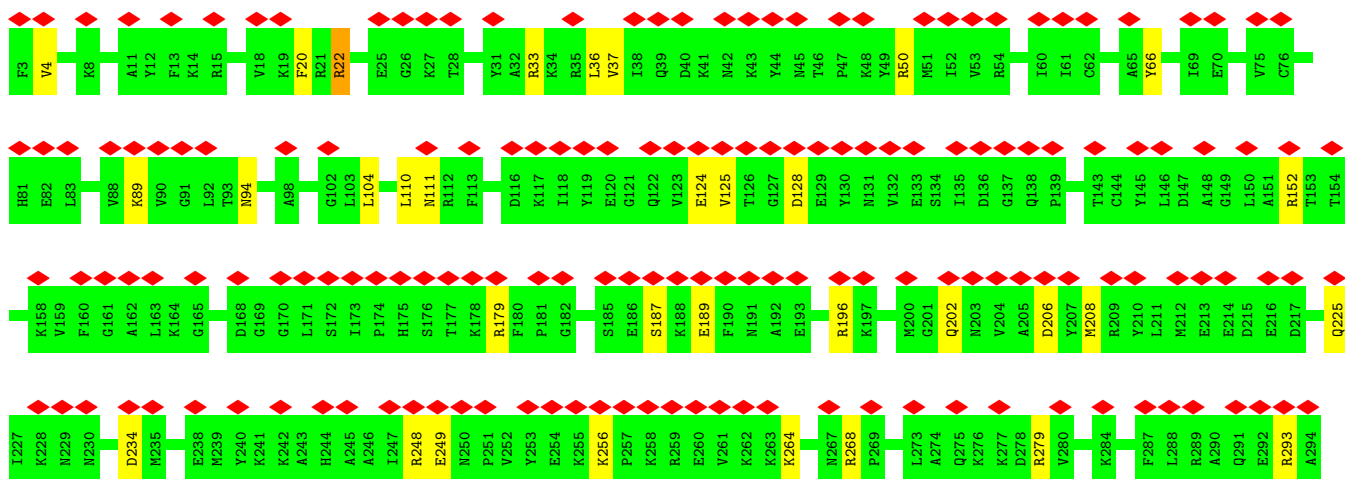 F3 V4 K8 A11 Y12 F13 K14 R15 V18 K19 F20 R21 R22 E25 G26 K27 T28 Y31 A32 R33 K34 R35 L36 V37 I38 Q39 D40 K41 N42 K43 Y44 N45 T46 P47 K48 Y49 R50 M51 I52 V53 R54 I60 I61 C62 A65 Y66 I69 E70 V75 C76
H81 E82 L83 V88 K89 V90 G91 L92 T93 N94 A98 G102 L103 L104 L110 N111 R112 F113 D116 K117 I118 Y119 E120 G121 Q122 V123 E124 V125 T126 G127 D128 E129 Y130 N131 V132 E133 S134 I135 D136 G137 Q138 P139 T143 C144 Y145 L146 D147 A148 G149 L150 A151 R152 T153 T154
K158 V159 F160 G161 A162 L163 K164 G165 D168 G169 G170 L171 S172 I173 P174 H175 S176 T177 K178 R179 F180 P181 G182 S185 E186 S187 K188 E189 F190 N191 A192 E193 R196 K197 M200 G201 Q202 N203 V204 A205 D206 Y207 M208 R209 Y210 L211 M212 E213 E214 D215 E216 D217 Q225
I227 K228 N229 N230 D234 M235 E238 M239 Y240 K241 K242 A243 H244 A245 A246 I247 R248 E249 N250 P251 V252 Y253 E254 K255 K256 P257 K258 R259 E260 V261 K262 K263 K264 N267 R268 P269 L273 A274 Q275 K276 K277 D278 R279 V280 K284 F287 L288 R289 A290 Q291 E292 R293 A294